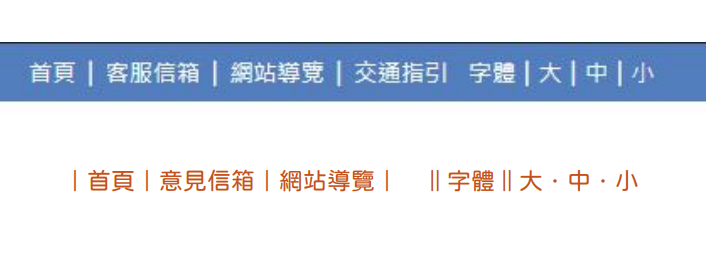 首頁 | 客服信箱 | 網站導覽 | 交通指引 字體 | 大 | 中 | 小
| 首頁 | 意見信箱 | 網站導覽 | ‖ 字體 ‖ 大 · 中 · 小